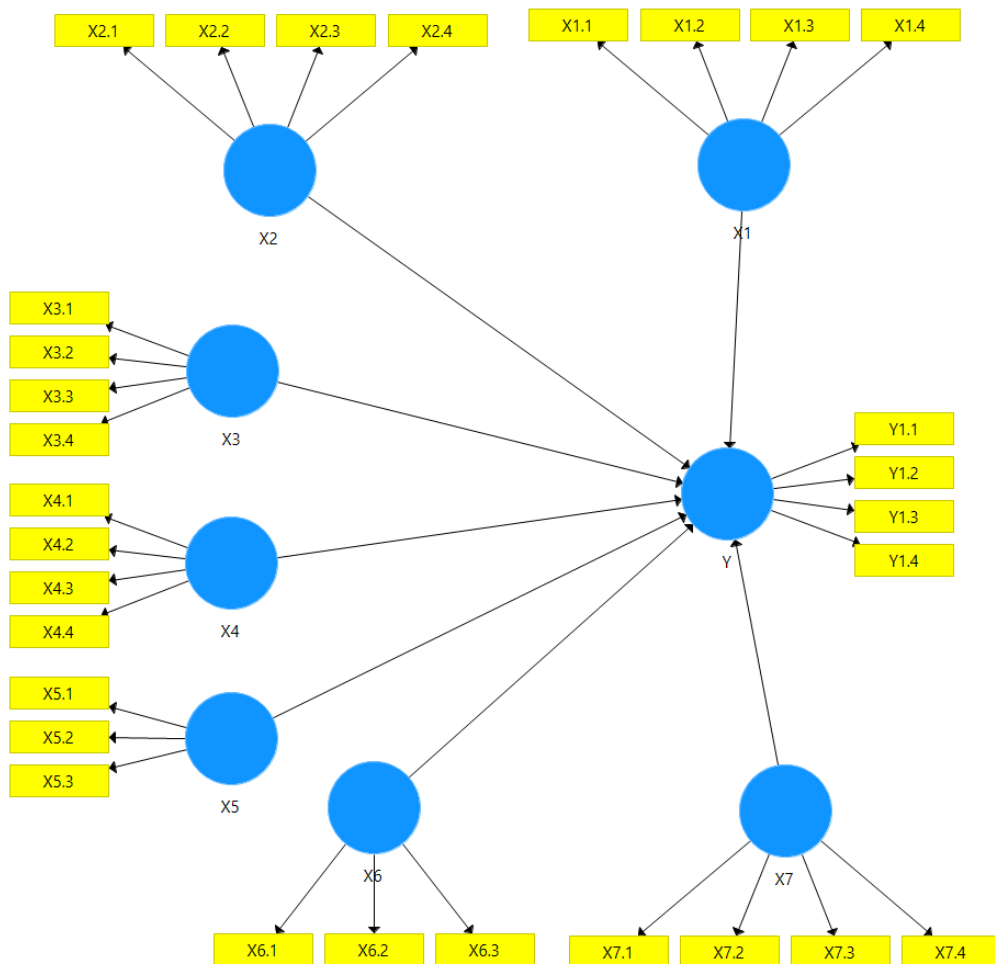 X2.1 X2.2 X2.3 X2.4 X1.1 X1.2 X1.3 X1.4
X2 X1
X3.1
X3.2
X3.3
X3.4
X3
Y1.1
Y1.2
Y1.3
Y1.4
Y
X4.1
X4.2
X4.3
X4.4
X4
X5.1
X5.2
X5.3
X5
X6 X7
X6.1 X6.2 X6.3 X7.1 X7.2 X7.3 X7.4